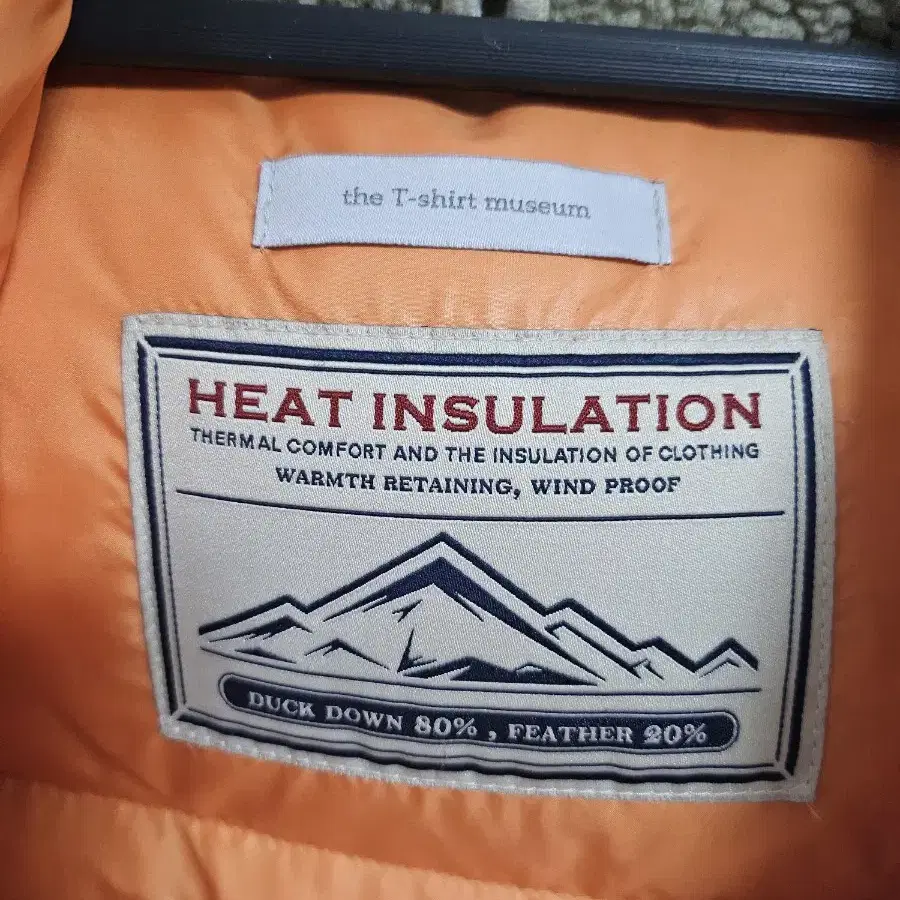 the T-shirt museum
HEAT INSULATION
THERMAL COMFORT AND THE INSULATION OF CLOTHING
WARMTH RETAINING, WIND PROOF
DUCK DOWN 80% , FEATHER 20%